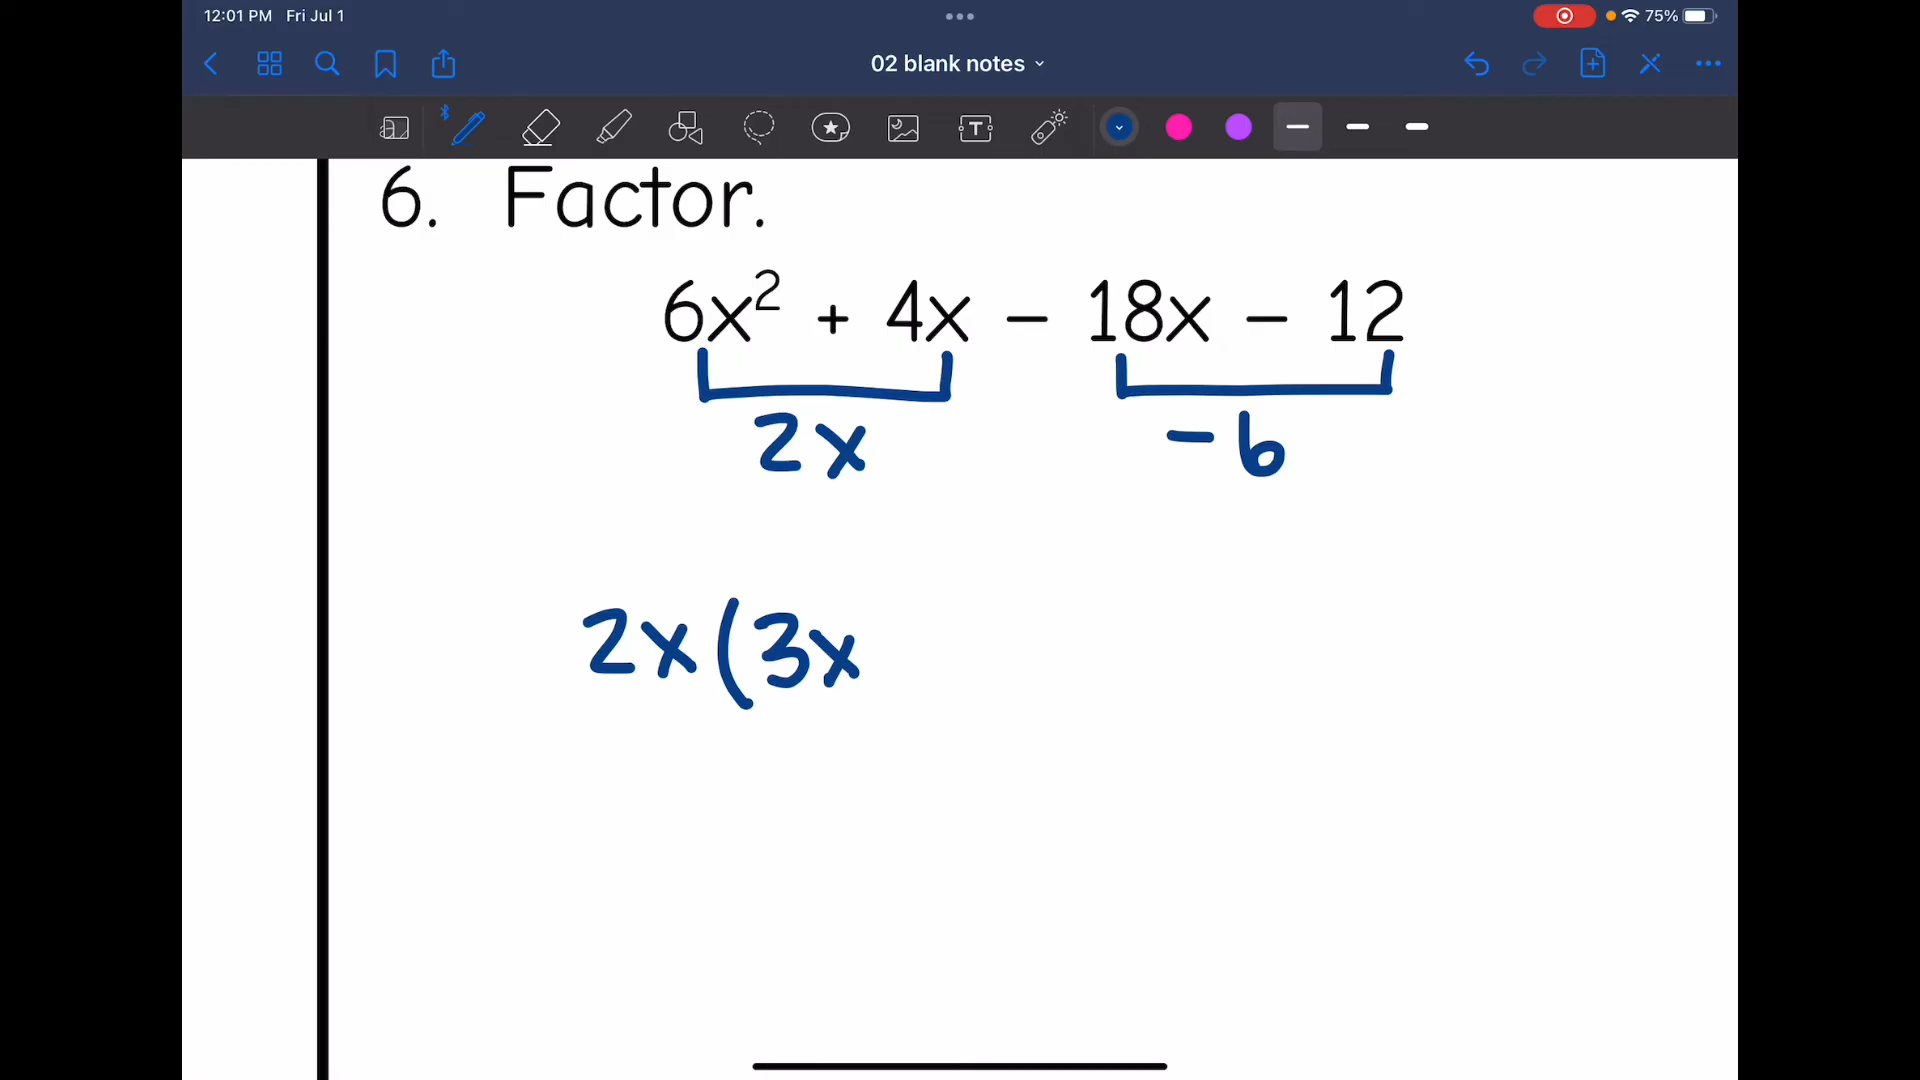 12:01 PM Fri Jul 1
75%
02 blank notes
6. Factor.
6x² + 4x − 18x − 12
2x −6
2x(3x